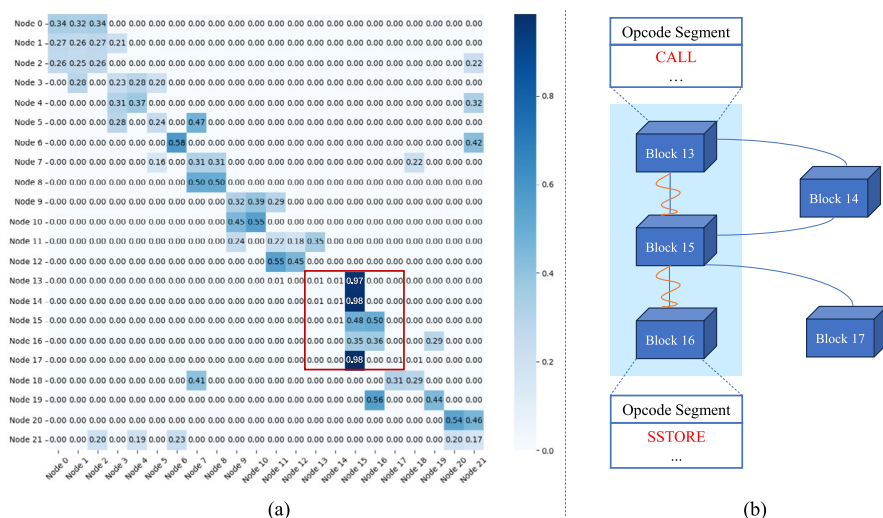 Node 0 0.34 0.32 0.34 0.00 0.00 0.00 0.00 0.00 0.00 0.00 0.00 0.00 0.00 0.00 0.00 0.00 0.00 0.00 0.00 0.00 0.00 0.00
Node 1 0.27 0.26 0.27 0.21 0.00 0.00 0.00 0.00 0.00 0.00 0.00 0.00 0.00 0.00 0.00 0.00 0.00 0.00 0.00 0.00 0.00 0.00
Node 2 0.26 0.25 0.26 0.00 0.00 0.00 0.00 0.00 0.00 0.00 0.00 0.00 0.00 0.00 0.00 0.00 0.00 0.00 0.00 0.00 0.00 0.22
Node 3 0.00 0.28 0.00 0.23 0.28 0.20 0.00 0.00 0.00 0.00 0.00 0.00 0.00 0.00 0.00 0.00 0.00 0.00 0.00 0.00 0.00 0.00
Node 4 0.00 0.00 0.00 0.31 0.37 0.00 0.00 0.00 0.00 0.00 0.00 0.00 0.00 0.00 0.00 0.00 0.00 0.00 0.00 0.00 0.00 0.32
Node 5 0.00 0.00 0.00 0.28 0.00 0.24 0.00 0.47 0.00 0.00 0.00 0.00 0.00 0.00 0.00 0.00 0.00 0.00 0.00 0.00 0.00 0.00
Node 6 0.00 0.00 0.00 0.00 0.00 0.00 0.58 0.00 0.00 0.00 0.00 0.00 0.00 0.00 0.00 0.00 0.00 0.00 0.00 0.00 0.00 0.42
Node 7 0.00 0.00 0.00 0.00 0.00 0.16 0.00 0.31 0.31 0.00 0.00 0.00 0.00 0.00 0.00 0.00 0.00 0.00 0.22 0.00 0.00 0.00
Node 8 0.00 0.00 0.00 0.00 0.00 0.00 0.00 0.50 0.50 0.00 0.00 0.00 0.00 0.00 0.00 0.00 0.00 0.00 0.00 0.00 0.00 0.00
Node 9 0.00 0.00 0.00 0.00 0.00 0.00 0.00 0.00 0.00 0.32 0.39 0.29 0.00 0.00 0.00 0.00 0.00 0.00 0.00 0.00 0.00 0.00
Node 10 0.00 0.00 0.00 0.00 0.00 0.00 0.00 0.00 0.00 0.45 0.55 0.00 0.00 0.00 0.00 0.00 0.00 0.00 0.00 0.00 0.00 0.00
Node 11 0.00 0.00 0.00 0.00 0.00 0.00 0.00 0.00 0.00 0.24 0.00 0.22 0.18 0.35 0.00 0.00 0.00 0.00 0.00 0.00 0.00 0.00
Node 12 0.00 0.00 0.00 0.00 0.00 0.00 0.00 0.00 0.00 0.00 0.00 0.55 0.45 0.00 0.00 0.00 0.00 0.00 0.00 0.00 0.00 0.00
Node 13 0.00 0.00 0.00 0.00 0.00 0.00 0.00 0.00 0.00 0.00 0.00 0.01 0.00 0.01 0.01 0.97 0.00 0.00 0.00 0.00 0.00 0.00
Node 14 0.00 0.00 0.00 0.00 0.00 0.00 0.00 0.00 0.00 0.00 0.00 0.00 0.00 0.01 0.01 0.98 0.00 0.00 0.00 0.00 0.00 0.00
Node 15 0.00 0.00 0.00 0.00 0.00 0.00 0.00 0.00 0.00 0.00 0.00 0.00 0.00 0.00 0.01 0.48 0.50 0.00 0.00 0.00 0.00 0.00
Node 16 0.00 0.00 0.00 0.00 0.00 0.00 0.00 0.00 0.00 0.00 0.00 0.00 0.00 0.00 0.00 0.35 0.36 0.00 0.00 0.29 0.00 0.00
Node 17 0.00 0.00 0.00 0.00 0.00 0.00 0.00 0.00 0.00 0.00 0.00 0.00 0.00 0.00 0.00 0.98 0.00 0.01 0.01 0.00 0.00 0.00
Node 18 0.00 0.00 0.00 0.00 0.00 0.00 0.00 0.41 0.00 0.00 0.00 0.00 0.00 0.00 0.00 0.00 0.00 0.31 0.29 0.00 0.00 0.00
Node 19 0.00 0.00 0.00 0.00 0.00 0.00 0.00 0.00 0.00 0.00 0.00 0.00 0.00 0.00 0.00 0.00 0.56 0.00 0.00 0.44 0.00 0.00
Node 20 0.00 0.00 0.00 0.00 0.00 0.00 0.00 0.00 0.00 0.00 0.00 0.00 0.00 0.00 0.00 0.00 0.00 0.00 0.00 0.00 0.54 0.46
Node 21 0.00 0.00 0.20 0.00 0.19 0.00 0.23 0.00 0.00 0.00 0.00 0.00 0.00 0.00 0.00 0.00 0.00 0.00 0.00 0.00 0.20 0.17
Node 0 Node 1 Node 2 Node 3 Node 4 Node 5 Node 6 Node 7 Node 8 Node 9 Node 10 Node 11 Node 12 Node 13 Node 14 Node 15 Node 16 Node 17 Node 18 Node 19 Node 20 Node 21
0.8
0.6
0.4
0.2
0.0
(a)
Opcode Segment
CALL
...
Block 13
Block 14
Block 15
Block 16
Block 17
Opcode Segment
SSTORE
...
(b)